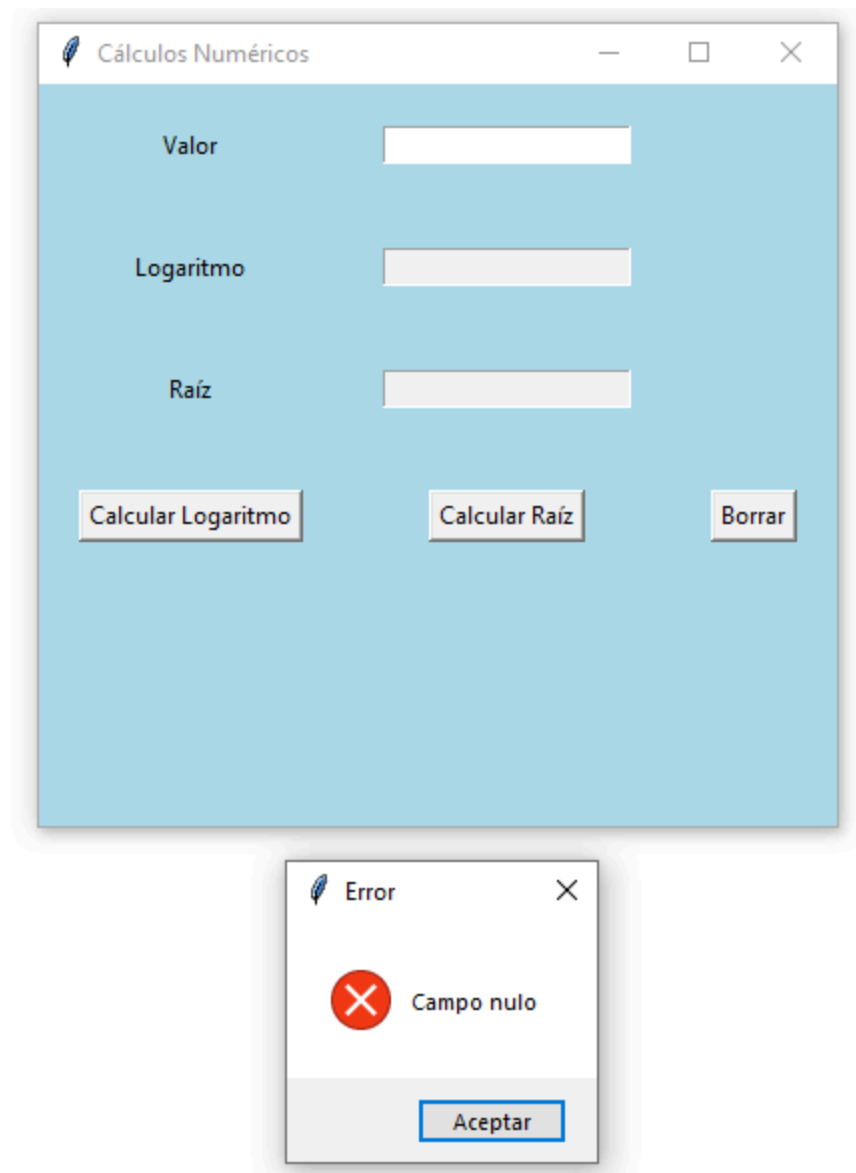 Cálculos Numéricos
Valor
Logaritmo
Raíz
Calcular Logaritmo Calcular Raíz Borrar
Error
Campo nulo
Aceptar